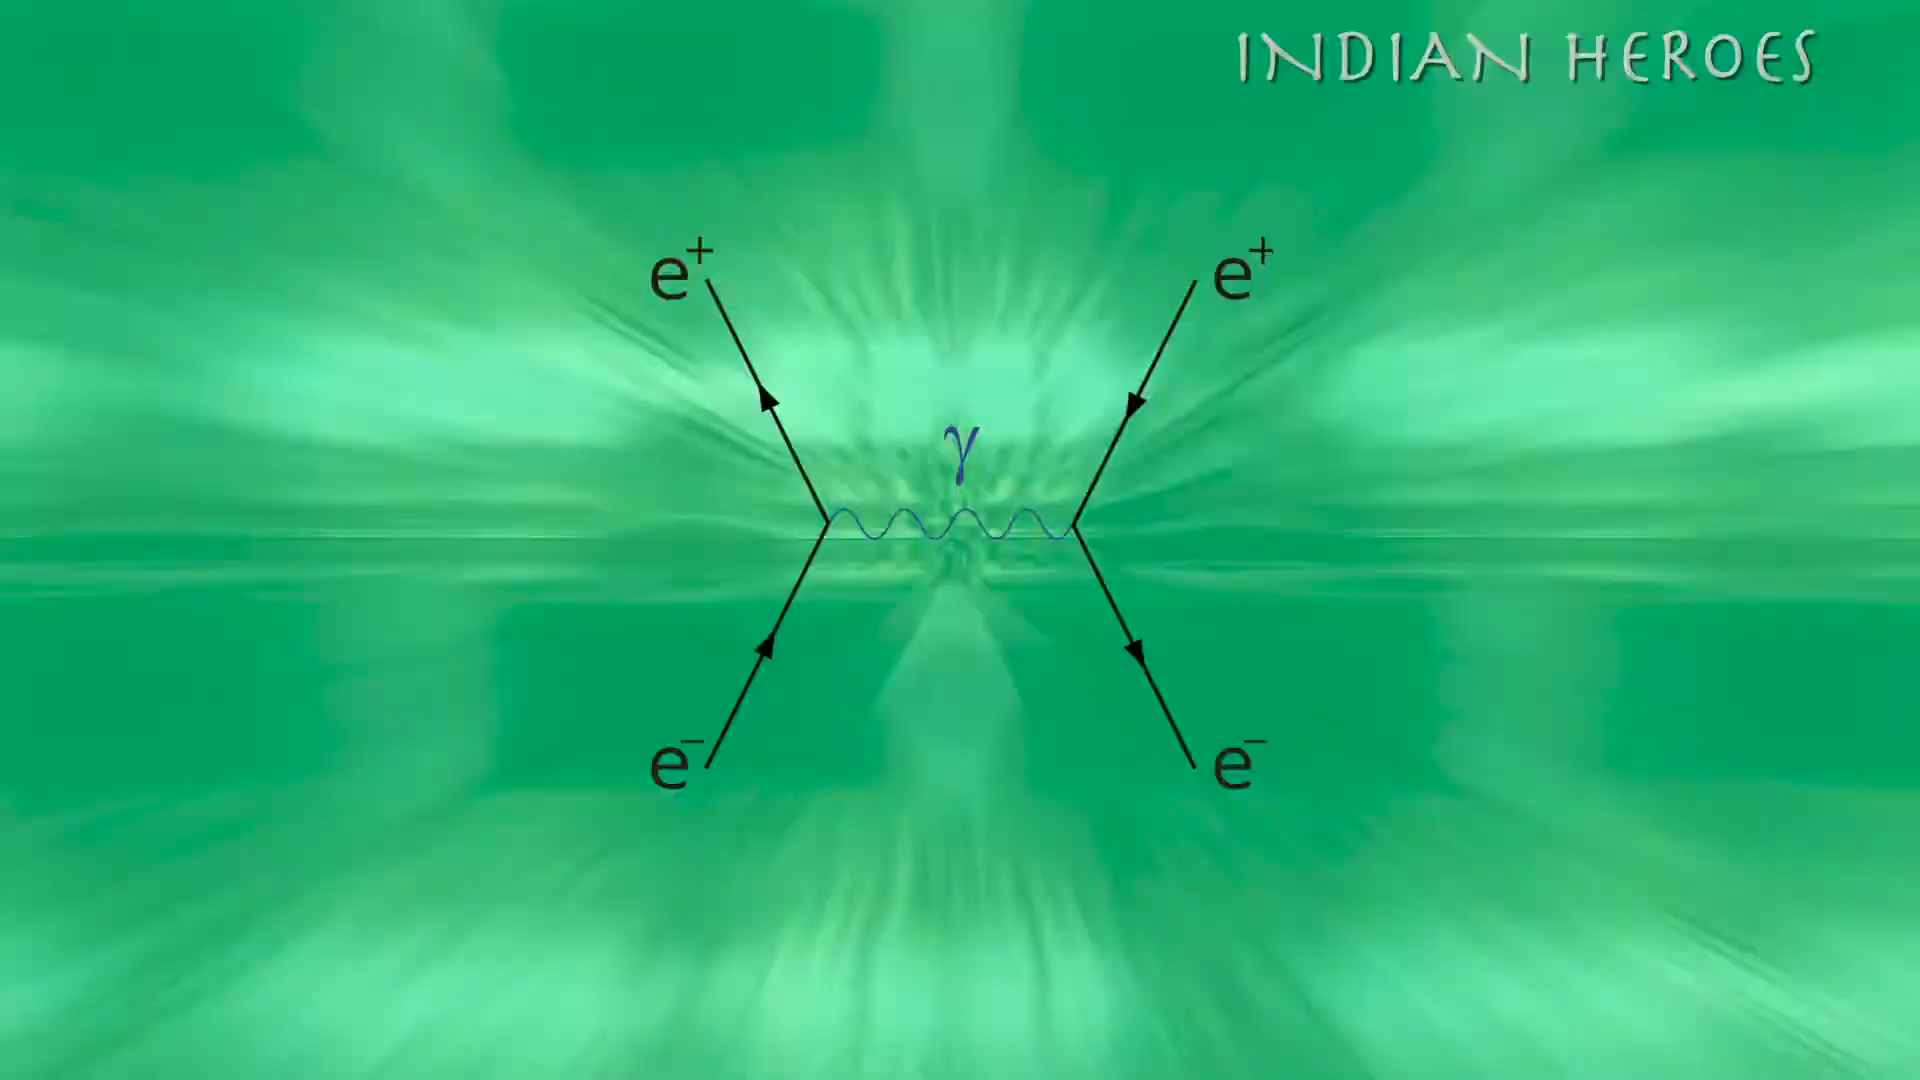 INDIAN HEROES
e⁺ e⁺
γ
e⁻ e⁻